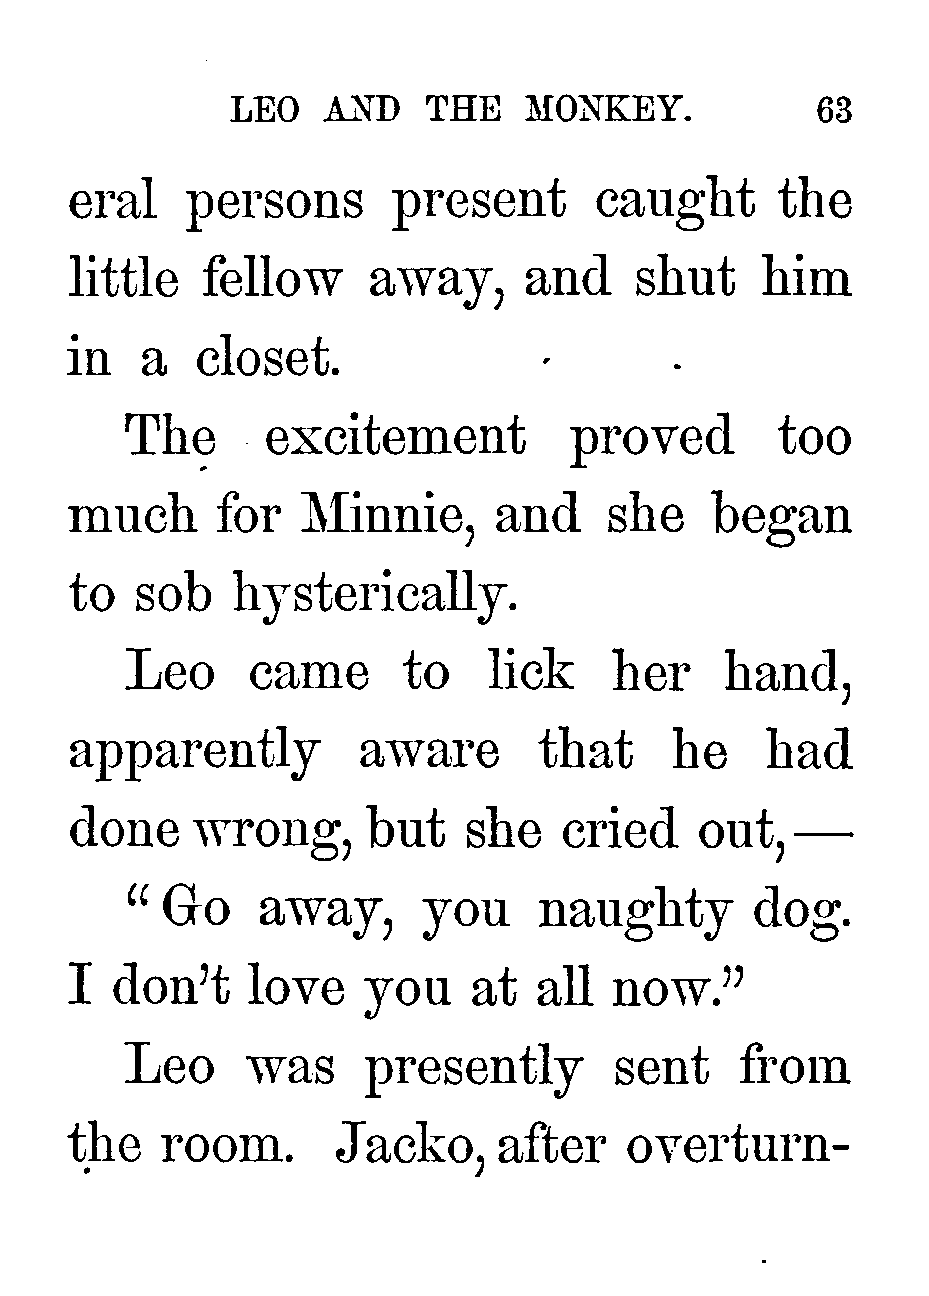 LEO AND THE MONKEY. 63
eral persons present caught the
little fellow away, and shut him
in a closet.
The excitement proved too
much for Minnie, and she began
to sob hysterically.
Leo came to lick her hand,
apparently aware that he had
done wrong, but she cried out,—
“Go away, you naughty dog.
I don’t love you at all now.”
Leo was presently sent from
the room. Jacko, after overturn-